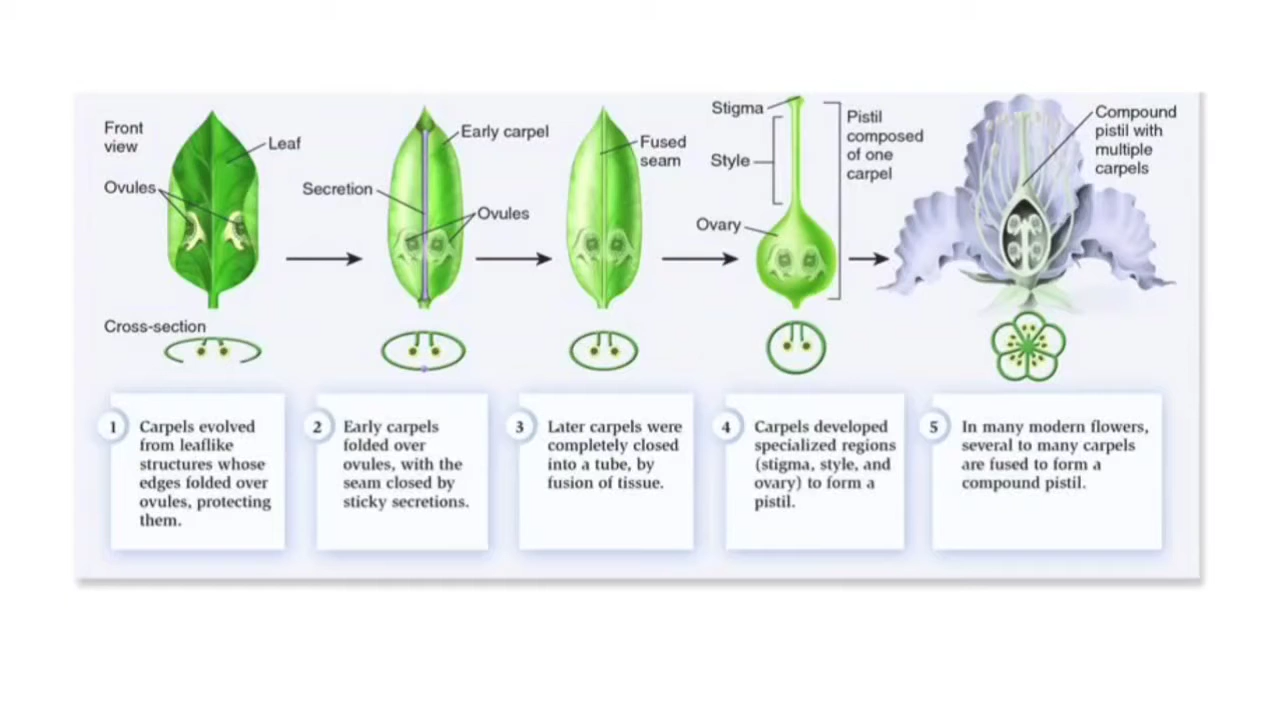 Front
view
Leaf
Ovules
Cross-section
Early carpel
Secretion
Ovules
Fused
seam
Stigma
Style
Ovary
Pistil
composed
of one
carpel
Compound
pistil with
multiple
carpels
1
Carpels evolved
from leaflike
structures whose
edges folded over
ovules, protecting
them.
2
Early carpels
folded over
ovules, with the
seam closed by
sticky secretions.
3
Later carpels were
completely closed
into a tube, by
fusion of tissue.
4
Carpels developed
specialized regions
(stigma, style, and
ovary) to form a
pistil.
5
In many modern flowers,
several to many carpels
are fused to form a
compound pistil.